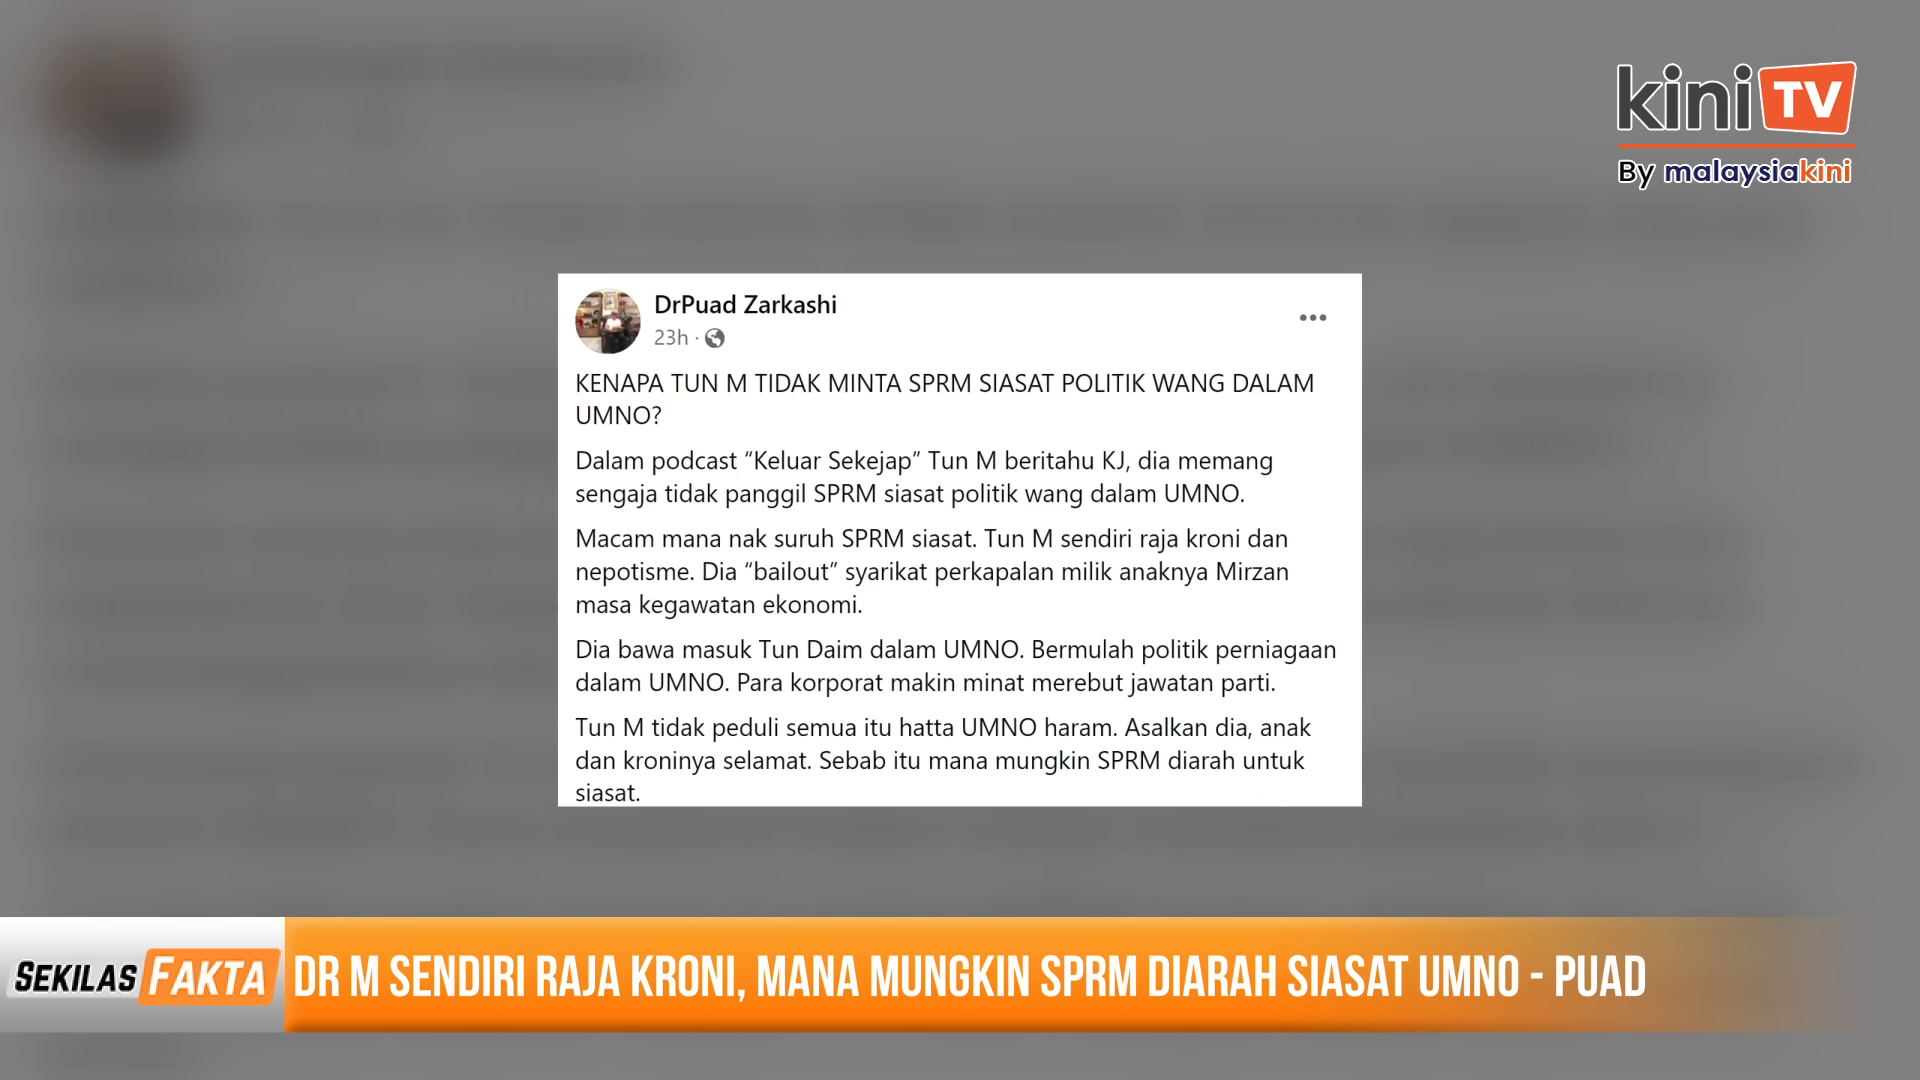 kini TV
By malaysiakini
DrPuad Zarkashi
23h ·
KENAPA TUN M TIDAK MINTA SPRM SIASAT POLITIK WANG DALAM
UMNO?
Dalam podcast “Keluar Sekejap” Tun M beritahu KJ, dia memang
sengaja tidak panggil SPRM siasat politik wang dalam UMNO.
Macam mana nak suruh SPRM siasat. Tun M sendiri raja kroni dan
nepotisme. Dia “bailout” syarikat perkapalan milik anaknya Mirzan
masa kegawatan ekonomi.
Dia bawa masuk Tun Daim dalam UMNO. Bermulah politik perniagaan
dalam UMNO. Para korporat makin minat merebut jawatan parti.
Tun M tidak peduli semua itu hatta UMNO haram. Asalkan dia, anak
dan kroninya selamat. Sebab itu mana mungkin SPRM diarah untuk
siasat.
SEKILAS FAKTA
DR M SENDIRI RAJA KRONI, MANA MUNGKIN SPRM DIARAH SIASAT UMNO - PUAD